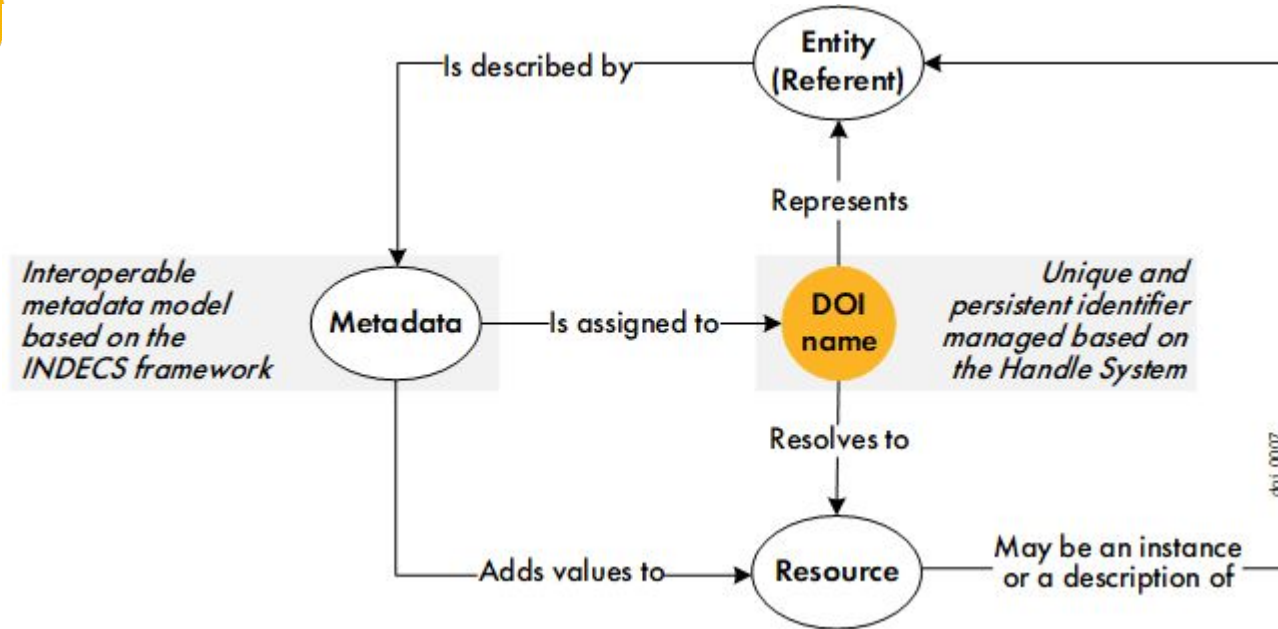 Entity
(Referent)
Is described by
Represents
Interoperable
metadata model
based on the
INDECS framework
Metadata
Is assigned to
DOI
name
Unique and
persistent identifier
managed based on
the Handle System
Resolves to
doi_0007
Adds values to
Resource
May be an instance
or a description of